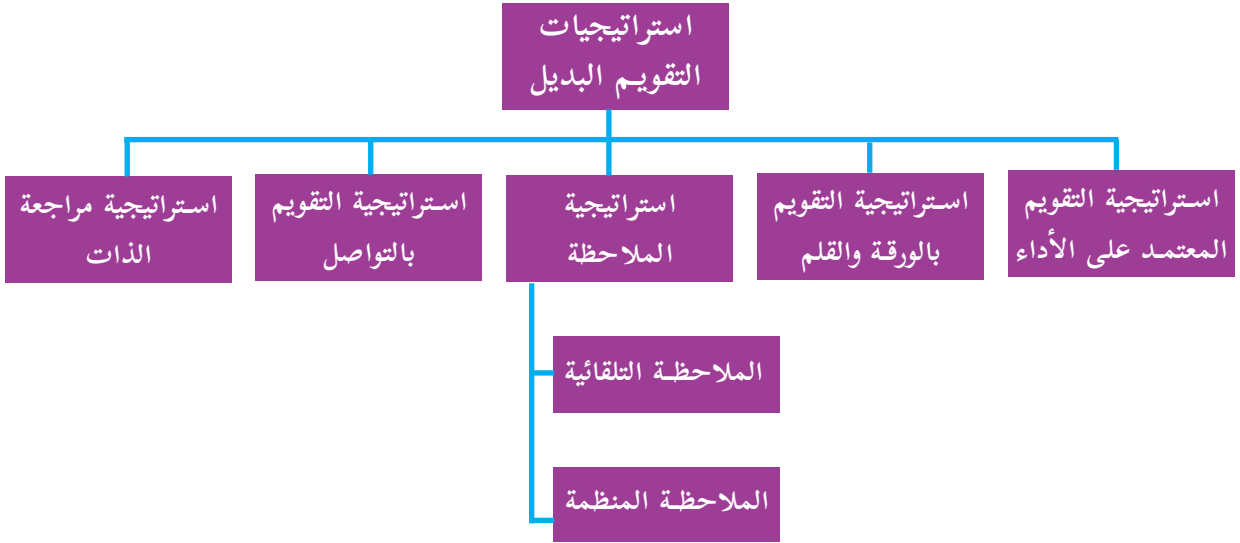 استراتيجيات
التقويم البديل
استراتيجية التقويم
المعتمد على الأداء
استراتيجية التقويم
بالورقة والقلم
استراتيجية
الملاحظة
استراتيجية التقويم
بالتواصل
استراتيجية مراجعة
الذات
الملاحظة التلقائية
الملاحظة المنظمة